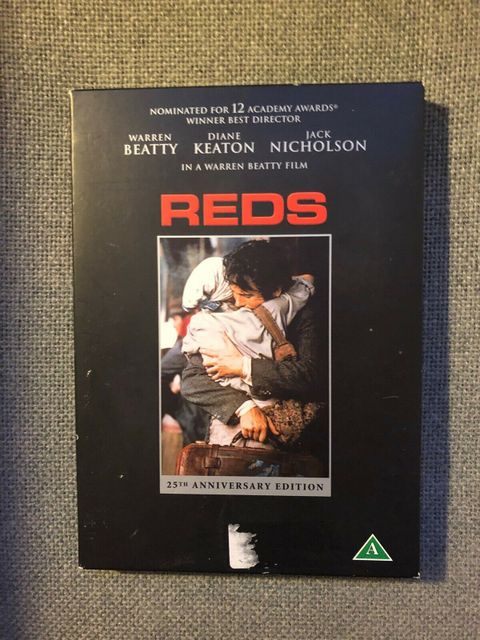 NOMINATED FOR 12 ACADEMY AWARDS®
WINNER BEST DIRECTOR
WARREN BEATTY DIANE KEATON JACK NICHOLSON
IN A WARREN BEATTY FILM
REDS
25TH ANNIVERSARY EDITION
A